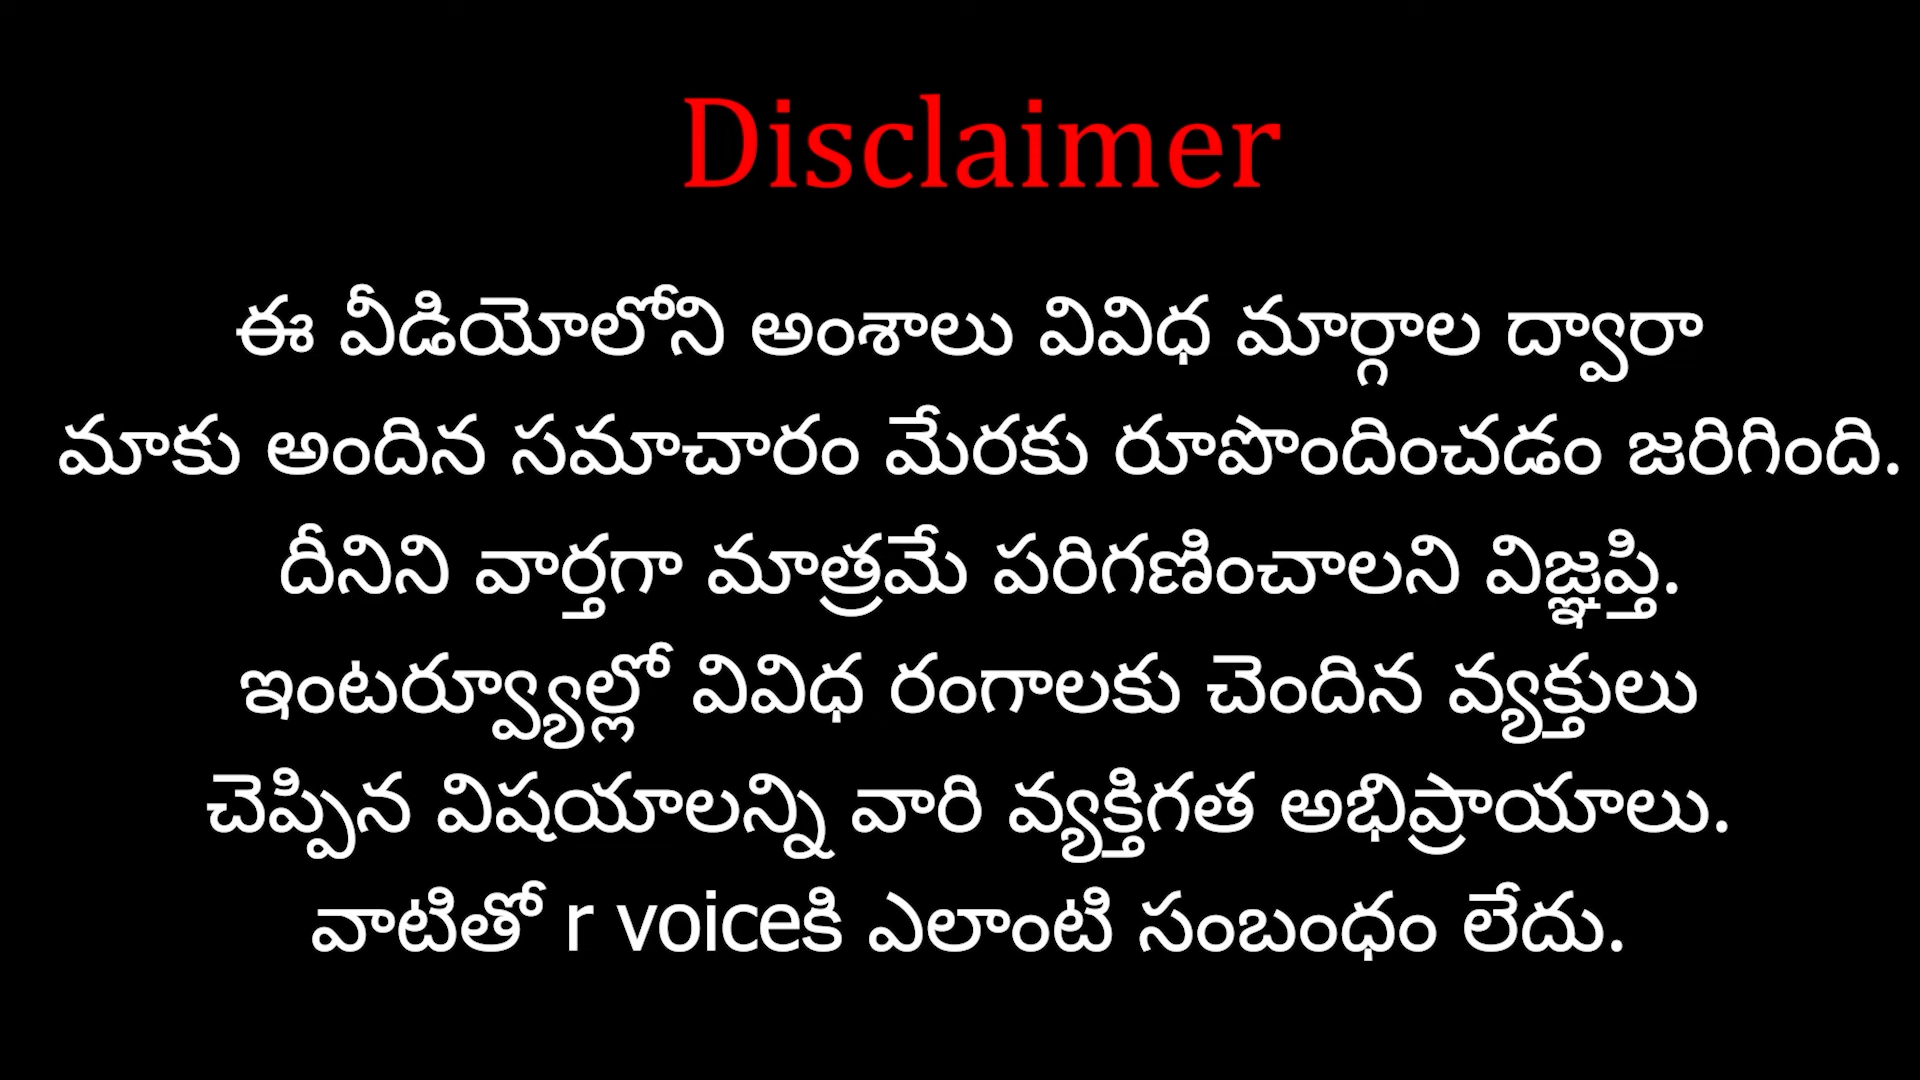 Disclaimer
ఈ వీడియోలోని అంశాలు వివిధ మార్గాల ద్వారా
మాకు అందిన సమాచారం మేరకు రూపొందించడం జరిగింది.
దీనిని వార్తగా మాత్రమే పరిగణించాలని విజ్ఞప్తి.
ఇంటర్వ్యూల్లో వివిధ రంగాలకు చెందిన వ్యక్తులు
చెప్పిన విషయాలన్ని వారి వ్యక్తిగత అభిప్రాయాలు.
వాటితో r voiceకి ఎలాంటి సంబంధం లేదు.